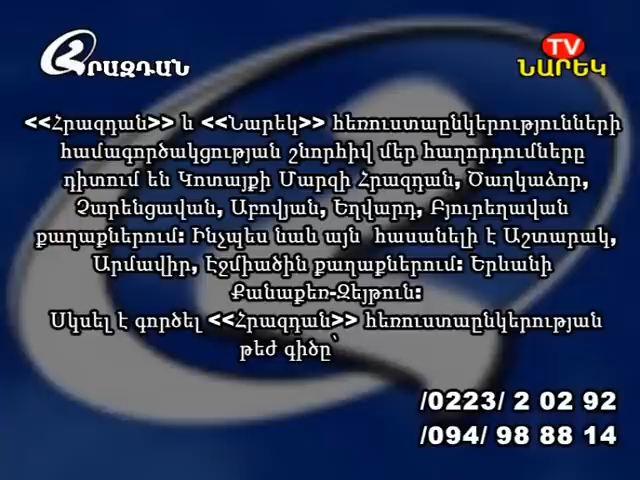 ՀՐԱԶԴԱՆ
TV
ՆԱՐԵԿ
<<Հրազդան>> և <<Նարեկ>> հեռուստաընկերությունների
համագործակցության շնորհիվ մեր հաղորդումները
դիտում են Կոտայքի Մարզի Հրազդան, Ծաղկաձոր,
Չարենցավան, Աբովյան, Եղվարդ, Բյուրեղավան
քաղաքներում: Ինչպես նաև այն հասանելի է Աշտարակ,
Արմավիր, Էջմիածին քաղաքներում: Երևանի
Քանաքեռ-Զեյթուն:
Սկսել է գործել <<Հրազդան>> հեռուստաընկերության
թեժ գիծը՝
/0223/ 2 02 92
/094/ 98 88 14